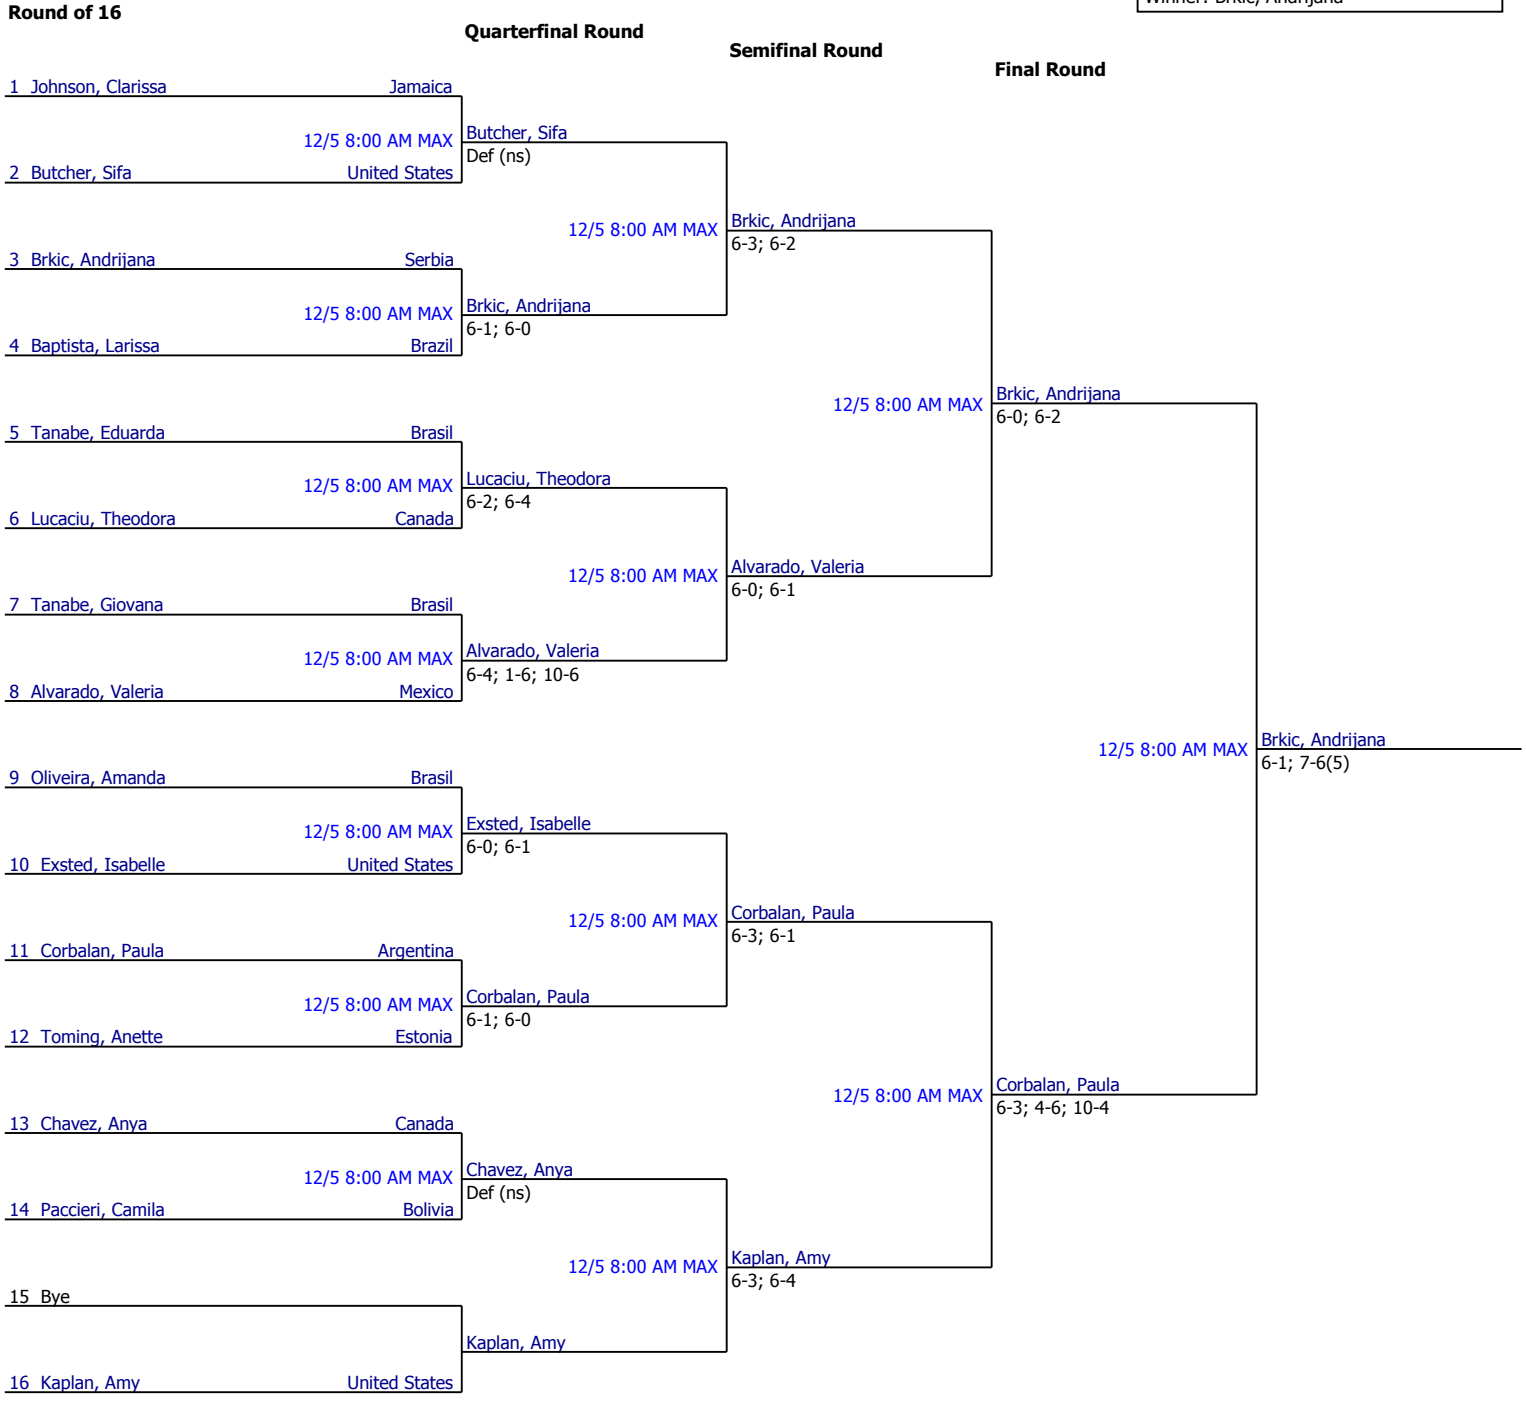 Winner: Brkic, Andrijana
Round of 16
Quarterfinal Round
Semifinal Round
Final Round
1 Johnson, Clarissa Jamaica
12/5 8:00 AM MAX
Butcher, Sifa
Def (ns)
2 Butcher, Sifa United States
12/5 8:00 AM MAX
Brkic, Andrijana
6-3; 6-2
3 Brkic, Andrijana Serbia
12/5 8:00 AM MAX
Brkic, Andrijana
6-1; 6-0
4 Baptista, Larissa Brazil
12/5 8:00 AM MAX
Brkic, Andrijana
6-0; 6-2
5 Tanabe, Eduarda Brasil
12/5 8:00 AM MAX
Lucaciu, Theodora
6-2; 6-4
6 Lucaciu, Theodora Canada
12/5 8:00 AM MAX
Alvarado, Valeria
6-0; 6-1
7 Tanabe, Giovana Brasil
12/5 8:00 AM MAX
Alvarado, Valeria
6-4; 1-6; 10-6
8 Alvarado, Valeria Mexico
12/5 8:00 AM MAX
Brkic, Andrijana
6-1; 7-6(5)
9 Oliveira, Amanda Brasil
12/5 8:00 AM MAX
Exsted, Isabelle
6-0; 6-1
10 Exsted, Isabelle United States
12/5 8:00 AM MAX
Corbalan, Paula
6-3; 6-1
11 Corbalan, Paula Argentina
12/5 8:00 AM MAX
Corbalan, Paula
6-1; 6-0
12 Toming, Anette Estonia
12/5 8:00 AM MAX
Corbalan, Paula
6-3; 4-6; 10-4
13 Chavez, Anya Canada
12/5 8:00 AM MAX
Chavez, Anya
Def (ns)
14 Paccieri, Camila Bolivia
12/5 8:00 AM MAX
Kaplan, Amy
6-3; 6-4
15 Bye
Kaplan, Amy
16 Kaplan, Amy United States